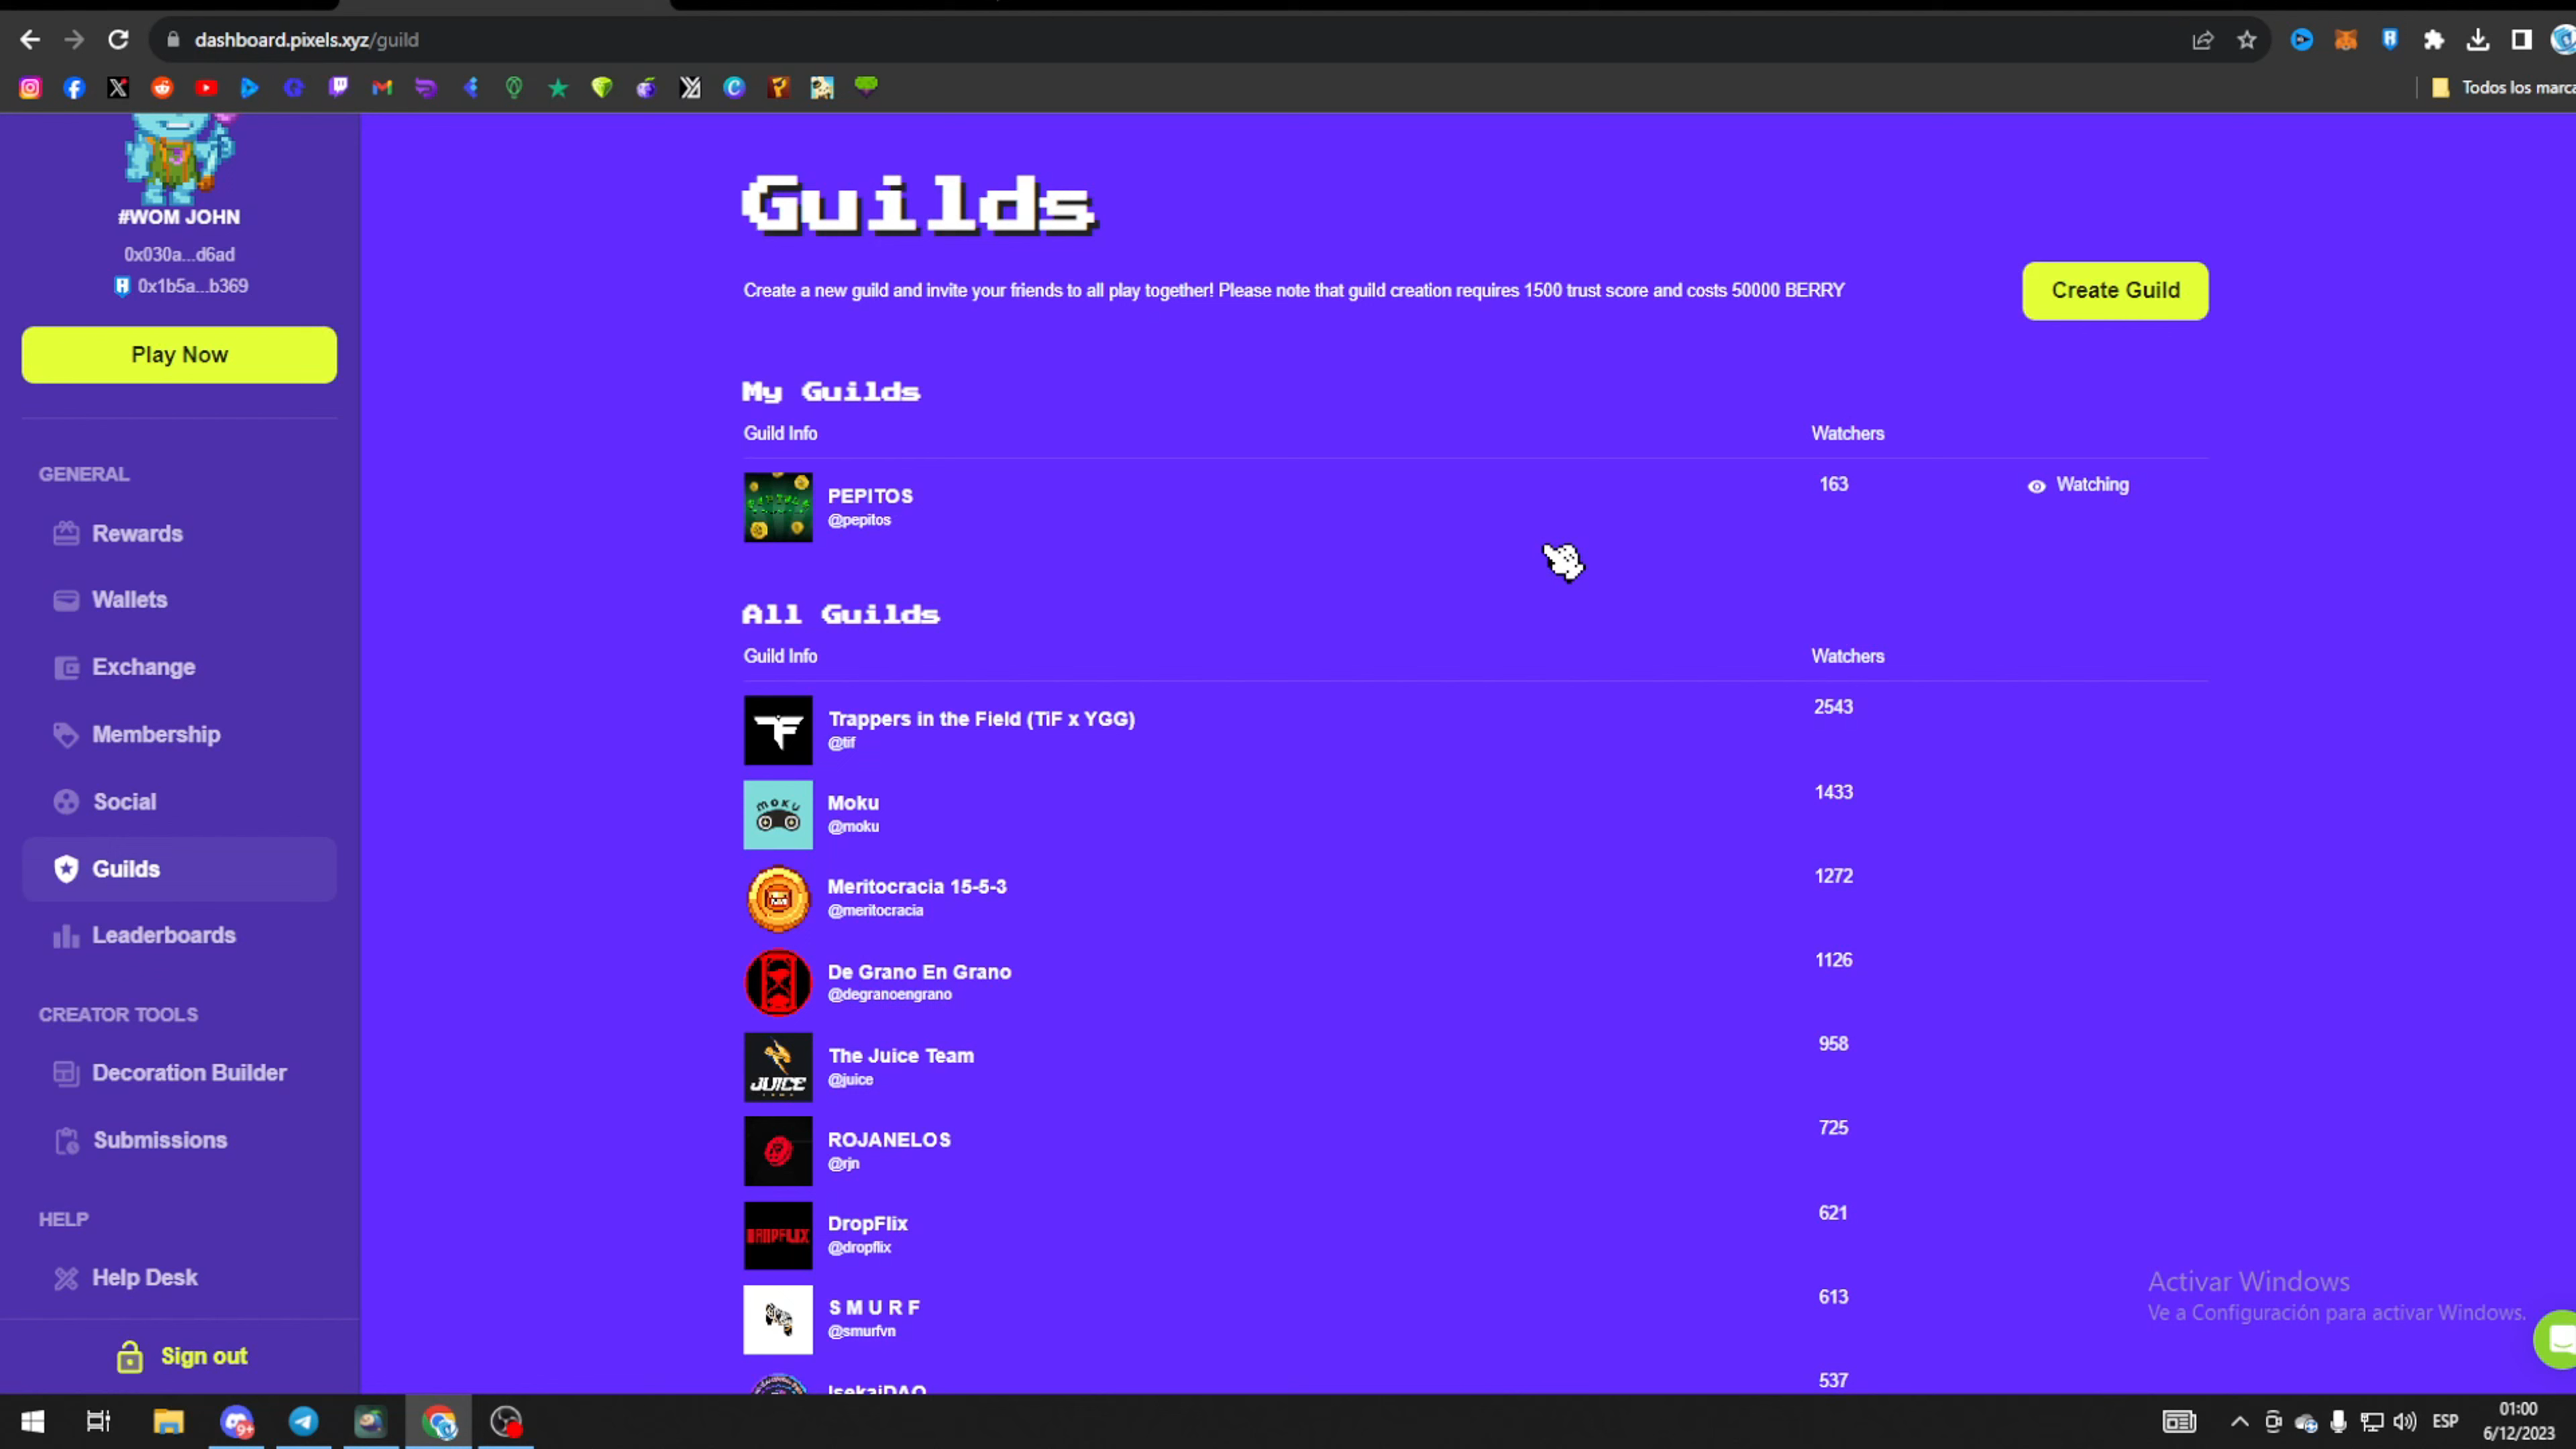 dashboard.pixels.xyz/guild
Todos los marca
#WOM JOHN
0x030a...d6ad
0x1b5a...b369
Play Now
GENERAL
Rewards
Wallets
Exchange
Membership
Social
Guilds
Leaderboards
CREATOR TOOLS
Decoration Builder
Submissions
HELP
Help Desk
Sign out
Guilds
Create a new guild and invite your friends to all play together! Please note that guild creation requires 1500 trust score and costs 50000 BERRY
Create Guild
My Guilds
Guild Info Watchers
PEPITOS 163 Watching
@pepitos
All Guilds
Guild Info Watchers
Trappers in the Field (TiF x YGG) 2543
@tif
MOKU
Moku 1433
@moku
Meritocracia 15-5-3 1272
@meritocracia
De Grano En Grano 1126
@degranoengrano
JUICE
The Juice Team 958
@juice
ROJANELOS 725
@rjn
DROPFLIX
DropFlix 621
@dropflix
S M U R F 613
@smurfvn
IsekaiDAO 537
Activar Windows
Ve a Configuración para activar Windows.
9+
ESP
01:00
6/12/2023